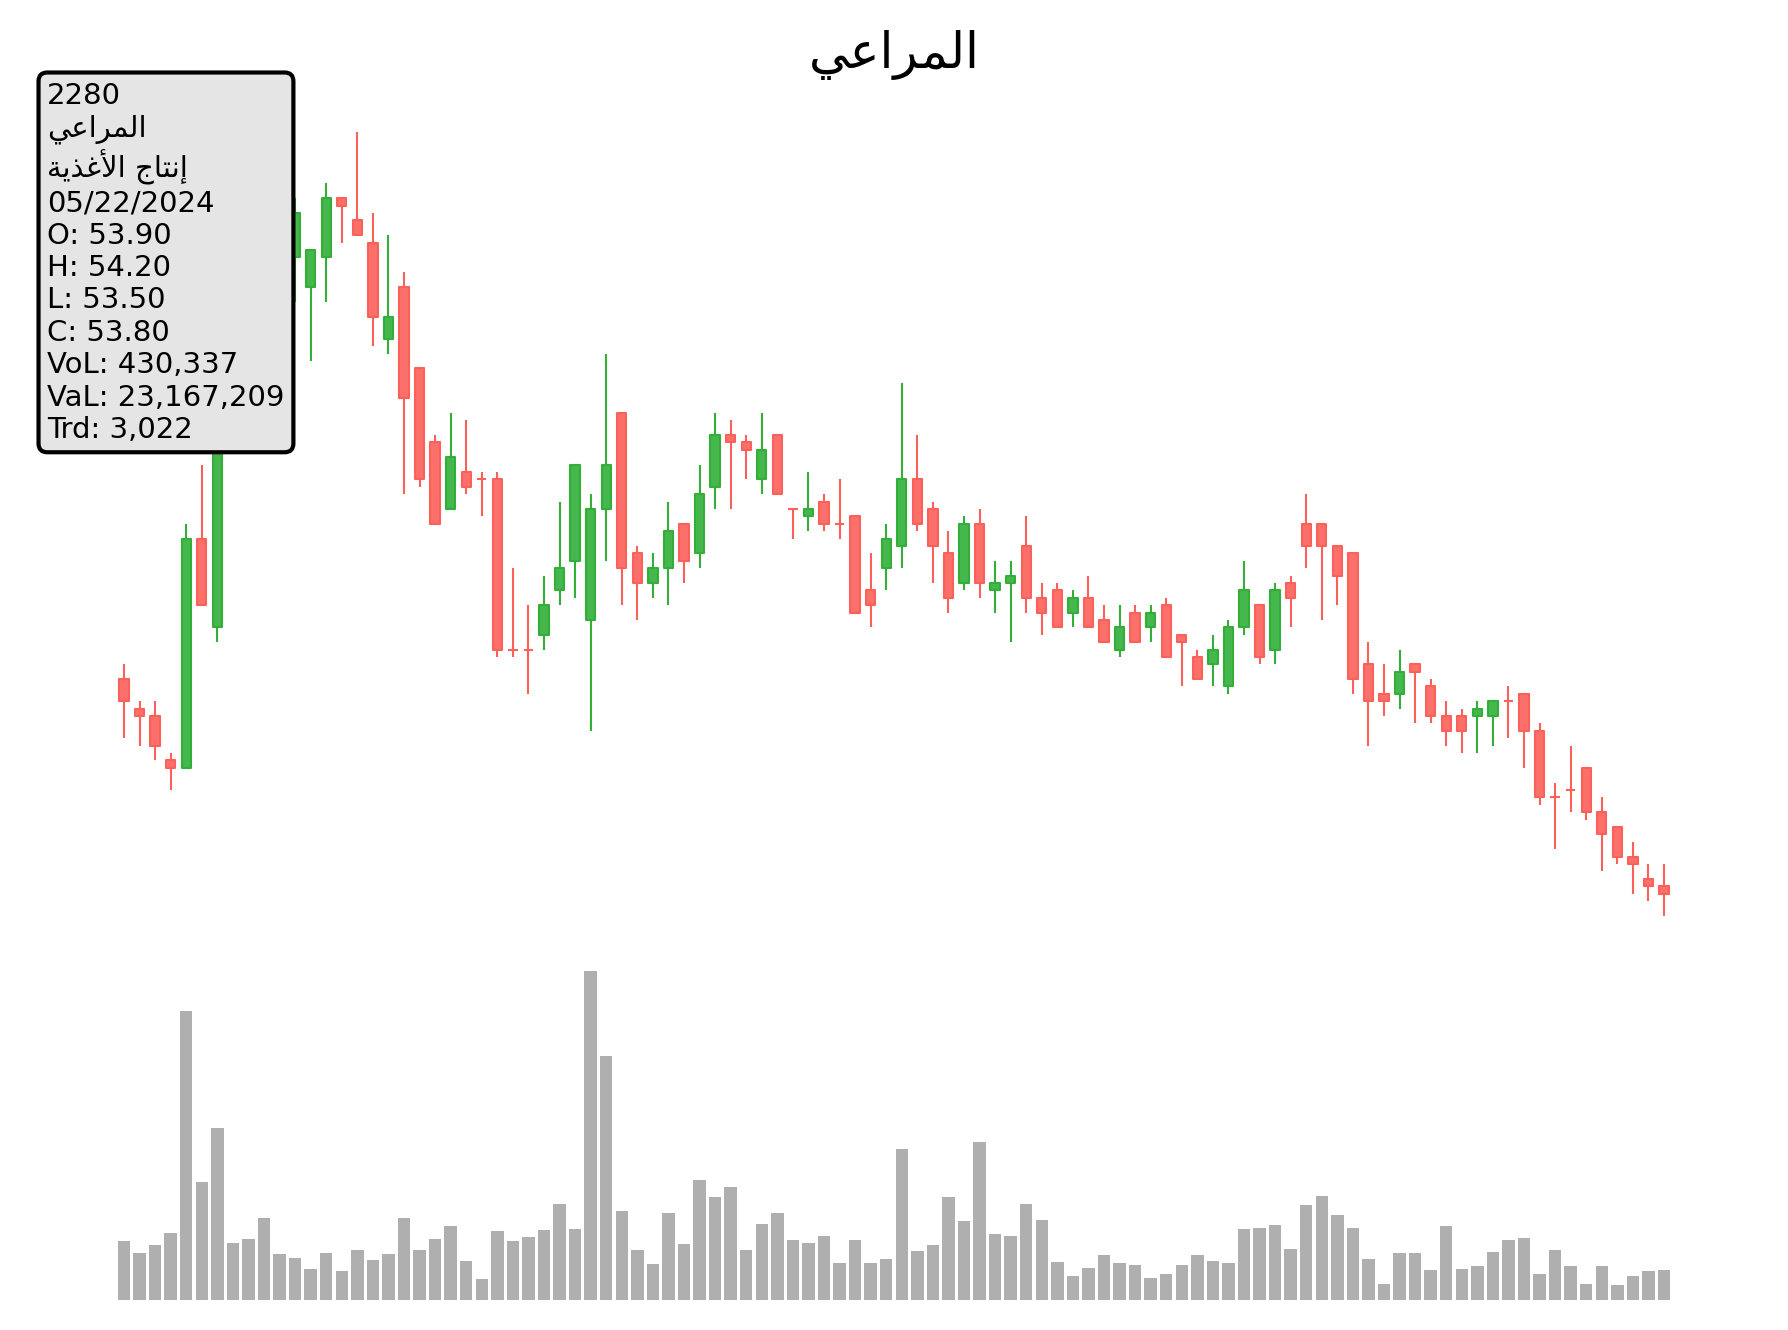 المراعي
2280
المراعي
إنتاج الأغذية
05/22/2024
O: 53.90
H: 54.20
L: 53.50
C: 53.80
VoL: 430,337
VaL: 23,167,209
Trd: 3,022